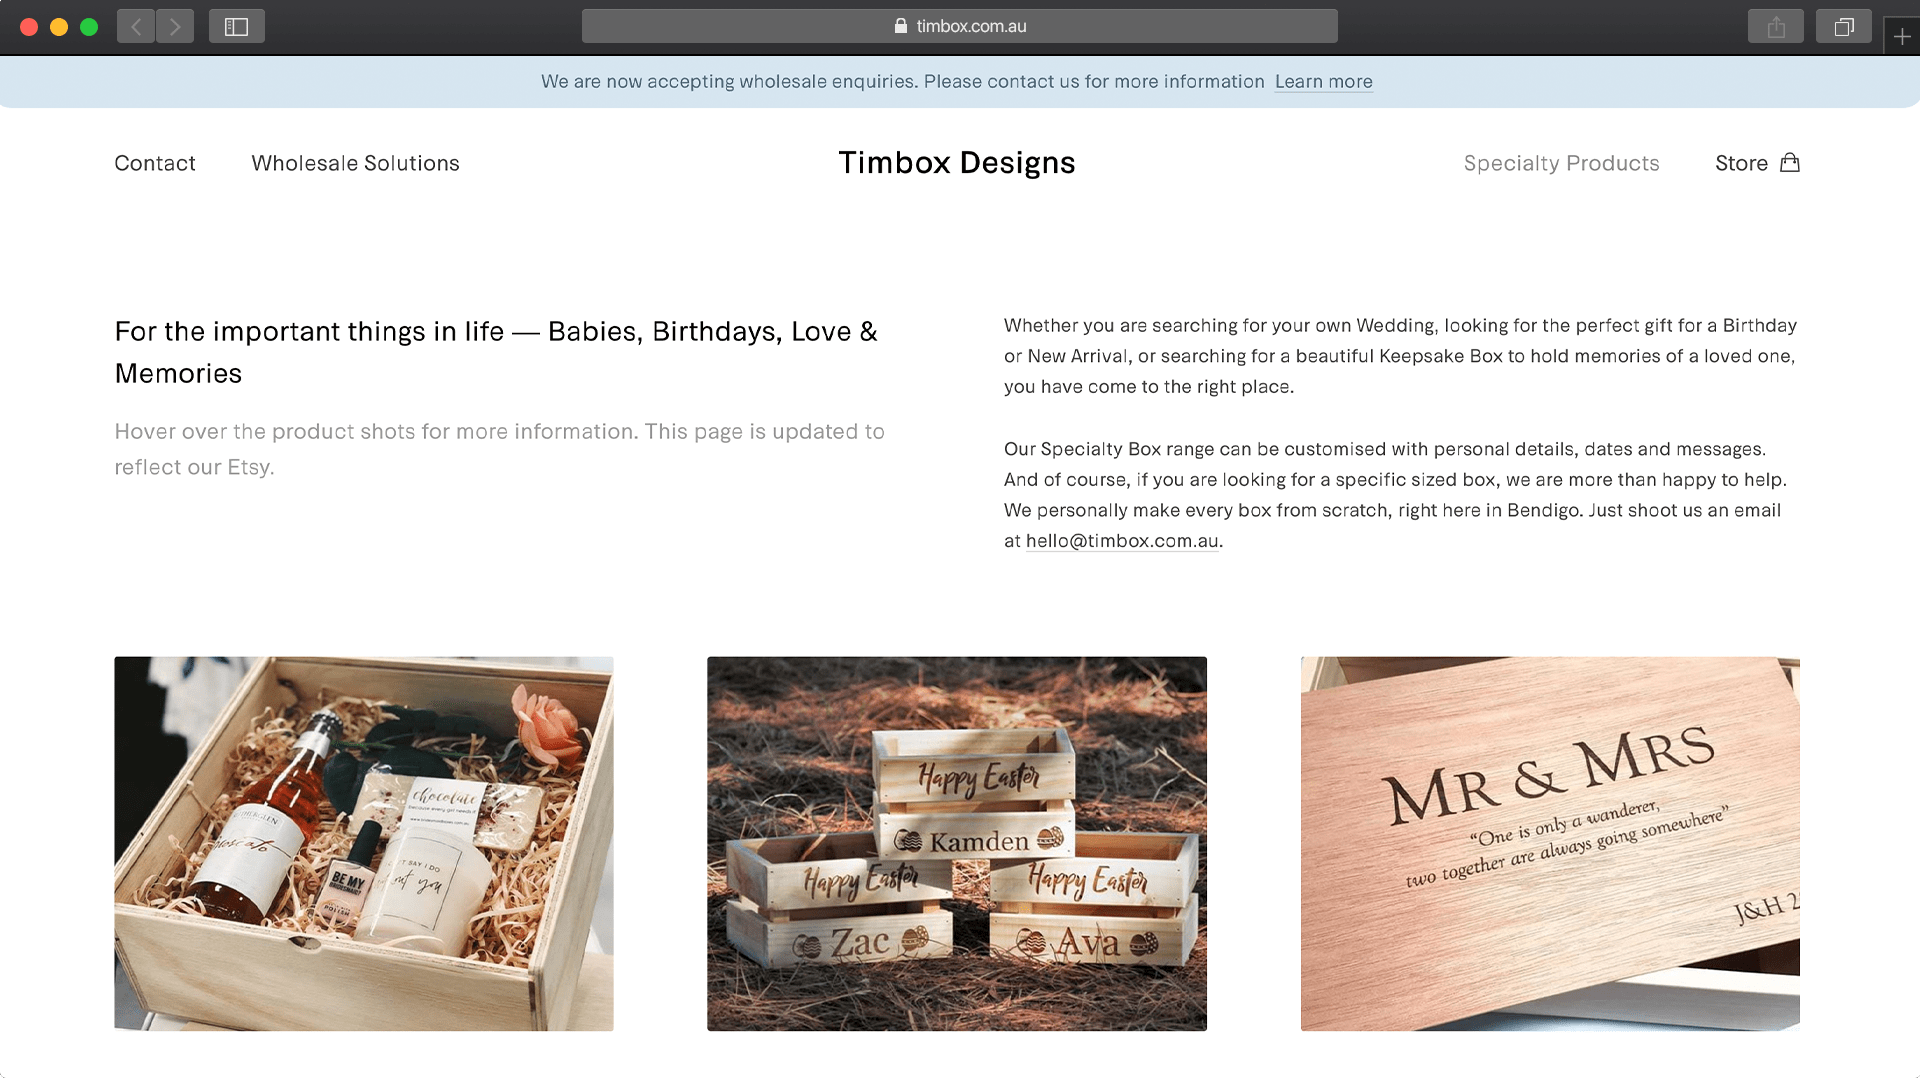 timbox.com.au
We are now accepting wholesale enquiries. Please contact us for more information Learn more
Contact
Wholesale Solutions
Timbox Designs
Specialty Products
Store
For the important things in life — Babies, Birthdays, Love &
Memories
Hover over the product shots for more information. This page is updated to
reflect our Etsy.
Whether you are searching for your own Wedding, looking for the perfect gift for a Birthday
or New Arrival, or searching for a beautiful Keepsake Box to hold memories of a loved one,
you have come to the right place.
Our Specialty Box range can be customised with personal details, dates and messages.
And of course, if you are looking for a specific sized box, we are more than happy to help.
We personally make every box from scratch, right here in Bendigo. Just shoot us an email
at hello@timbox.com.au.
chocolate
Moscato
BE MY
BRIDESMAID?
POLISH
SAY I DO
out you
Happy Easter
Kamden
Happy Easter
Zac
Happy Easter
Ava
MR & MRS
“One is only a wanderer,
two together are always going somewhere”
J&H 2